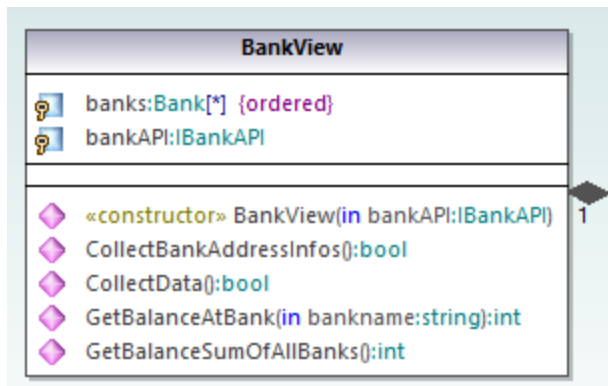 BankView
banks:Bank[*] {ordered}
bankAPI:IBankAPI
«constructor» BankView(in bankAPI:IBankAPI)
1
CollectBankAddressInfos():bool
CollectData():bool
GetBalanceAtBank(in bankname:string):int
GetBalanceSumOfAllBanks():int